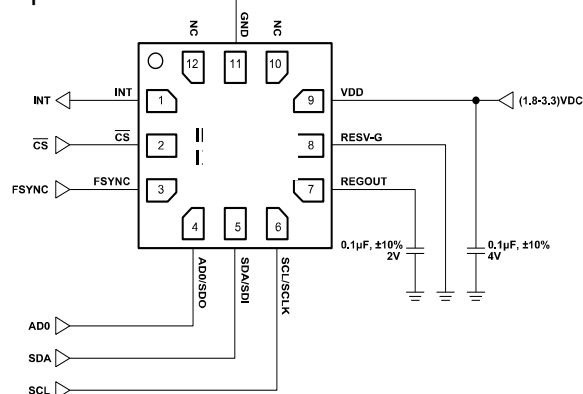 NC
GND
NC
12
11
10
INT
INT
1
9
VDD
(1.8-3.3)VDC
CS
CS
2
8
RESV-G
FSYNC
FSYNC
3
7
REGOUT
4
5
6
0.1µF, ±10%
2V
0.1µF, ±10%
4V
AD0/SDO
SDA/SDI
SCL/SCLK
AD0
SDA
SCL